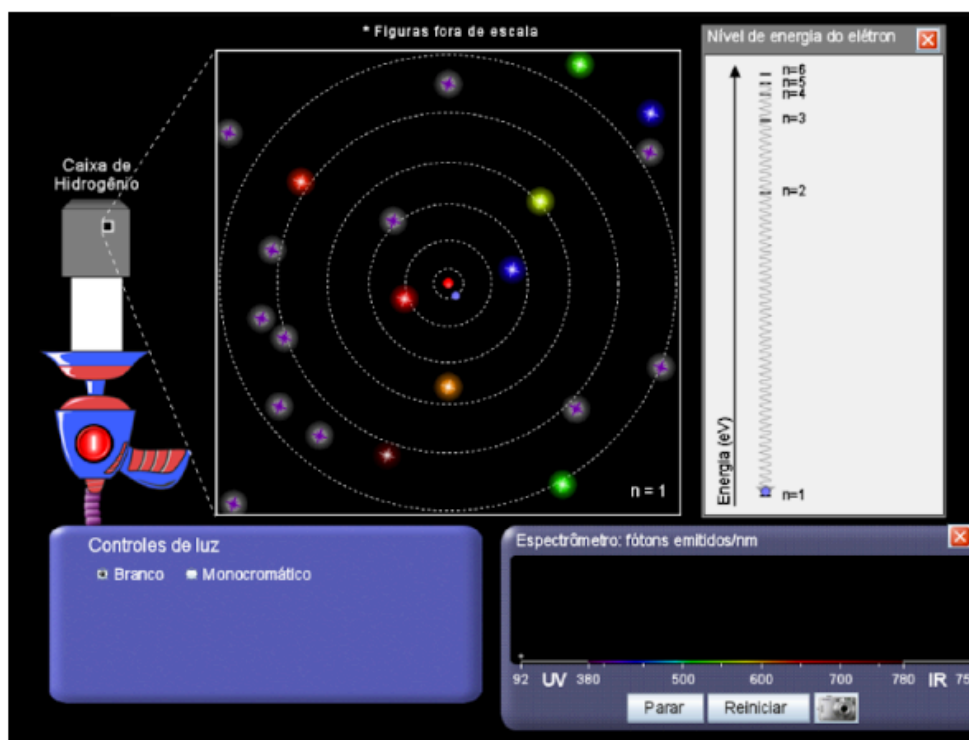 * Figuras fora de escala
Caixa de
Hidrogênio
n = 1
Nível de energia do elétron
Energia (eV)
n=6
n=5
n=4
n=3
n=2
n=1
Controles de luz
Branco
Monocromático
Espectrâmetro: fótons emitidos/nm
92 UV 380 500 600 700 780 IR 75
Parar
Reiniciar